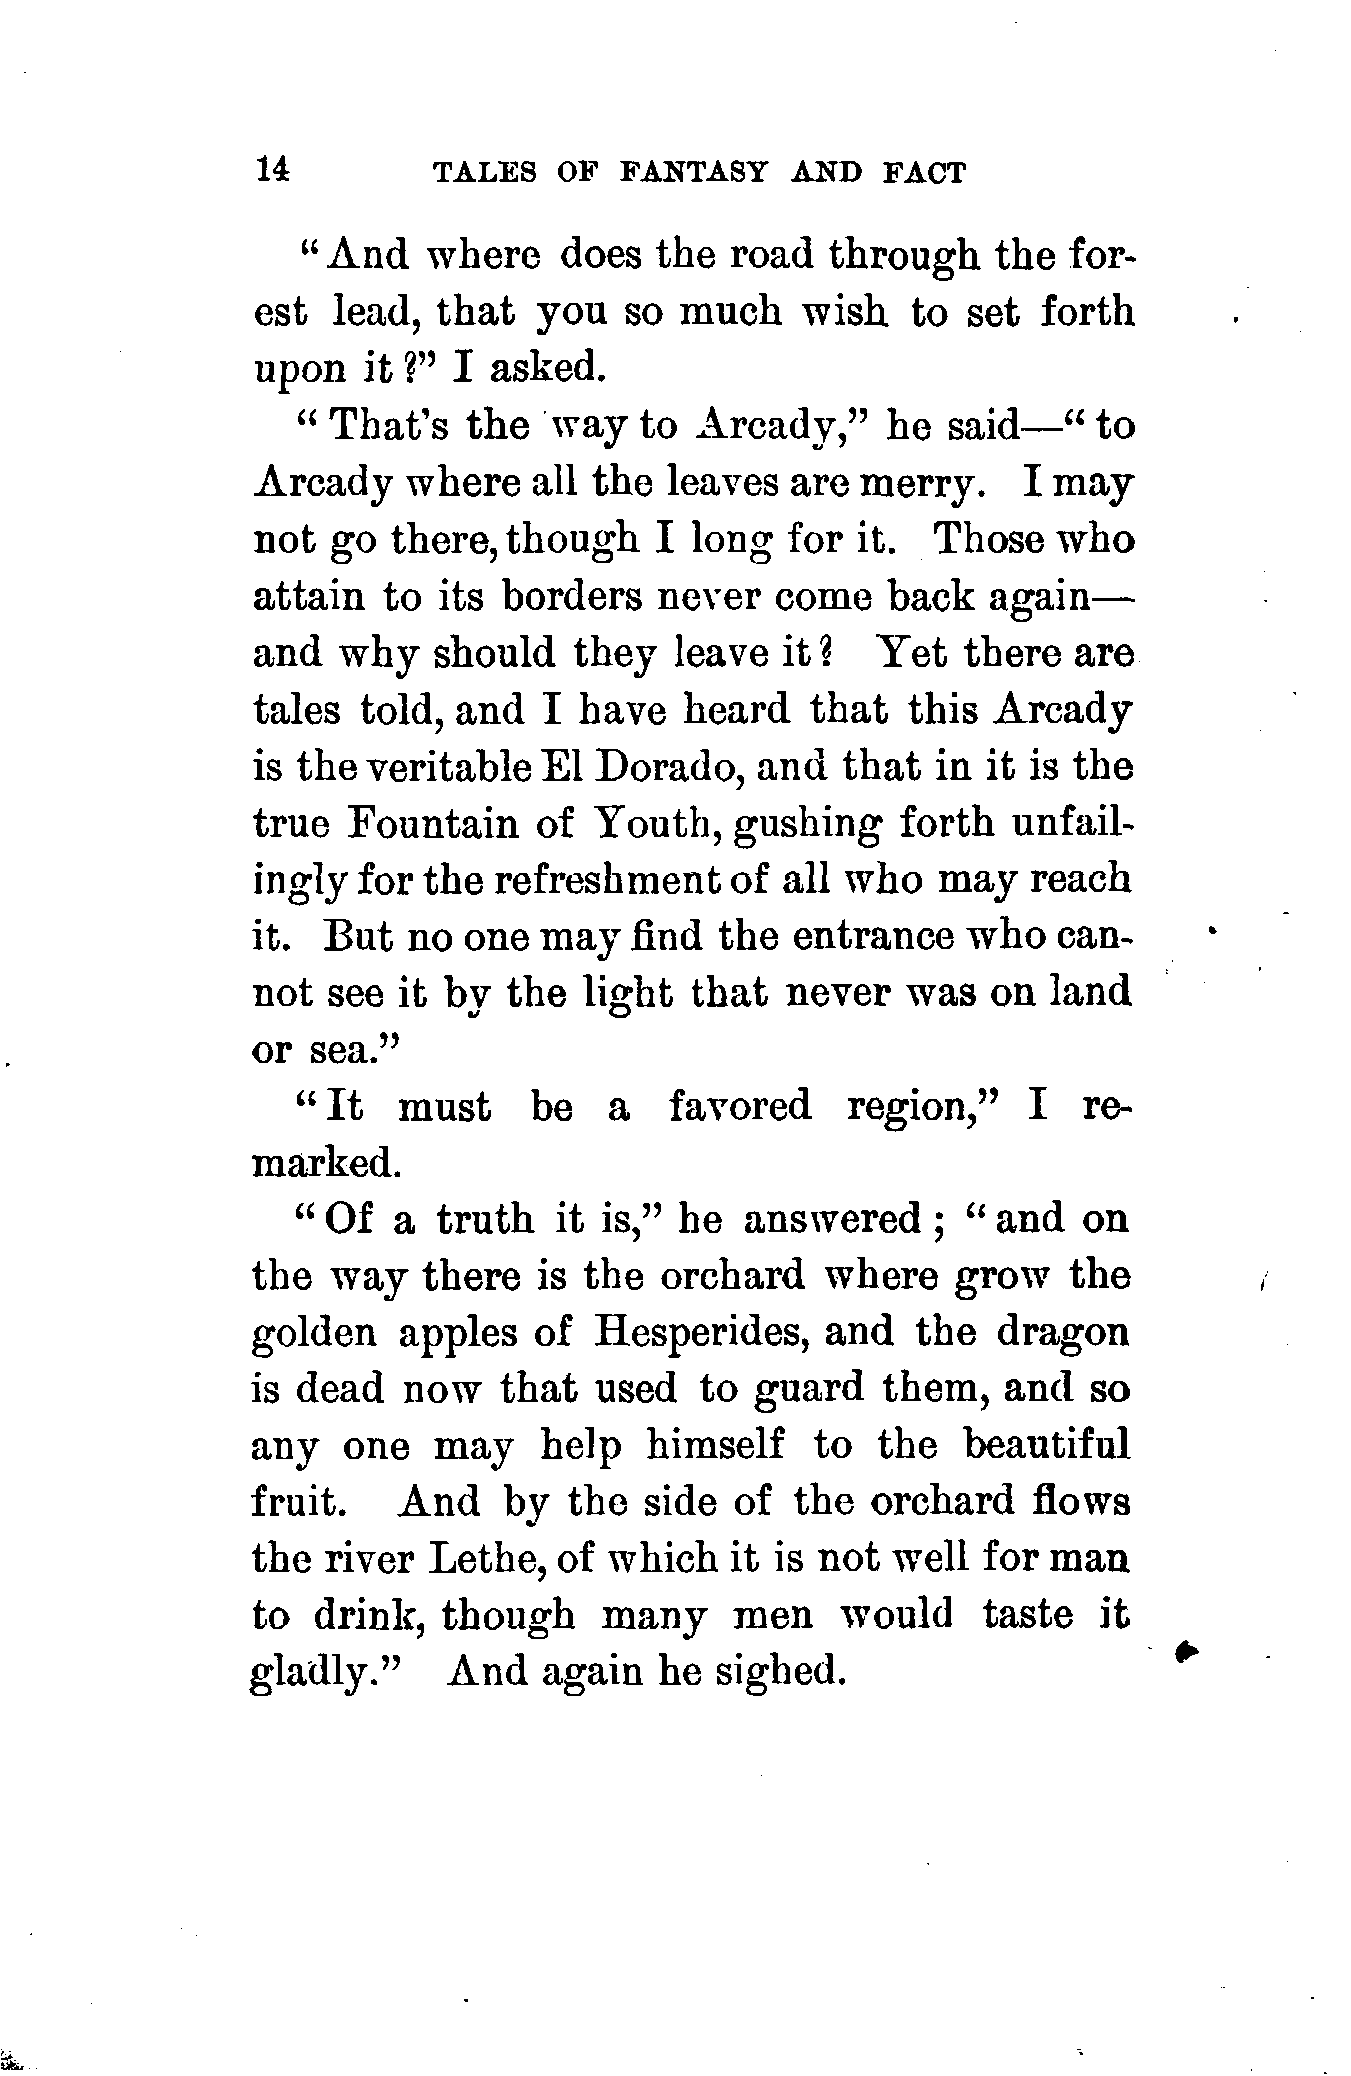 14 TALES OF FANTASY AND FACT
“And where does the road through the for-
est lead, that you so much wish to set forth
upon it?” I asked.
“That’s the way to Arcady,” he said—“to
Arcady where all the leaves are merry. I may
not go there, though I long for it. Those who
attain to its borders never come back again—
and why should they leave it? Yet there are
tales told, and I have heard that this Arcady
is the veritable El Dorado, and that in it is the
true Fountain of Youth, gushing forth unfail-
ingly for the refreshment of all who may reach
it. But no one may find the entrance who can-
not see it by the light that never was on land
or sea.”
“It must be a favored region,” I re-
marked.
“Of a truth it is,” he answered; “and on
the way there is the orchard where grow the
golden apples of Hesperides, and the dragon
is dead now that used to guard them, and so
any one may help himself to the beautiful
fruit. And by the side of the orchard flows
the river Lethe, of which it is not well for man
to drink, though many men would taste it
gladly.” And again he sighed.